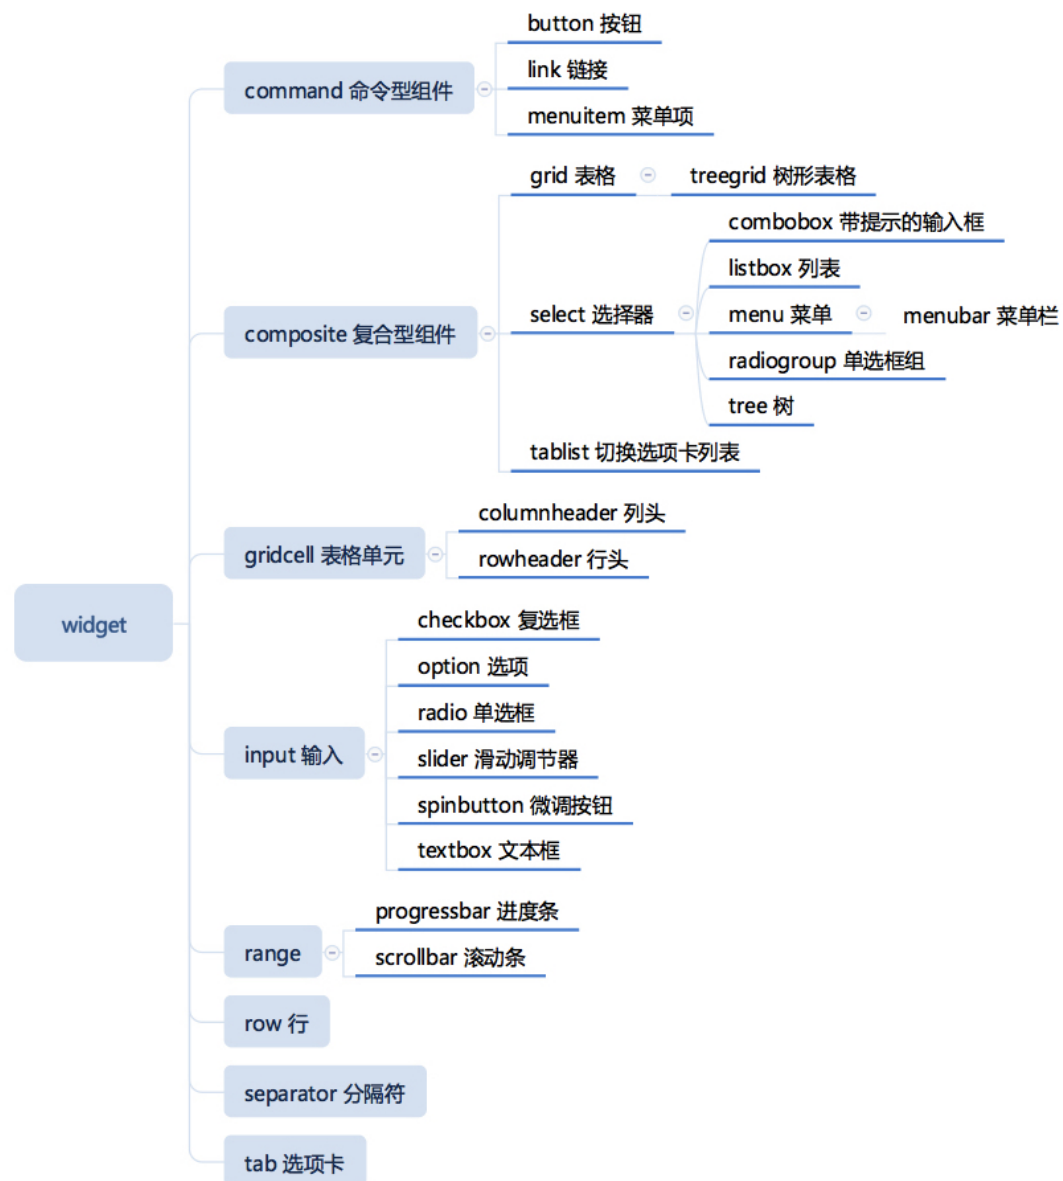 widget
command 命令型组件
button 按钮
link 链接
menuitem 菜单项
composite 复合型组件
grid 表格
treegrid 树形表格
select 选择器
combobox 带提示的输入框
listbox 列表
menu 菜单
menubar 菜单栏
radiogroup 单选框组
tree 树
tablist 切换选项卡列表
gridcell 表格单元
columnheader 列头
rowheader 行头
input 输入
checkbox 复选框
option 选项
radio 单选框
slider 滑动调节器
spinbutton 微调按钮
textbox 文本框
range
progressbar 进度条
scrollbar 滚动条
row 行
separator 分隔符
tab 选项卡